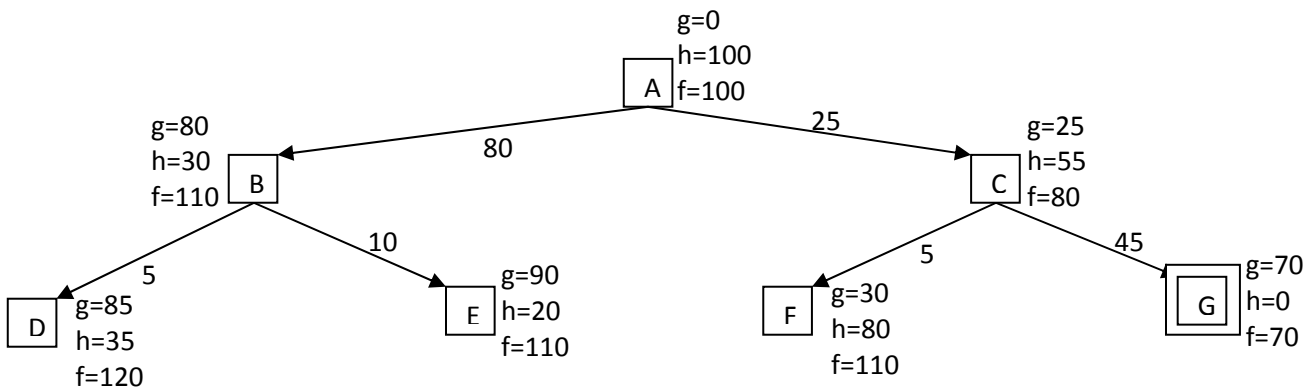 g=0
h=100
f=100
A
80
25
g=80
h=30
f=110
B
g=25
h=55
f=80
C
5
10
5
45
D
g=85
h=35
f=120
E
g=90
h=20
f=110
F
g=30
h=80
f=110
G
g=70
h=0
f=70